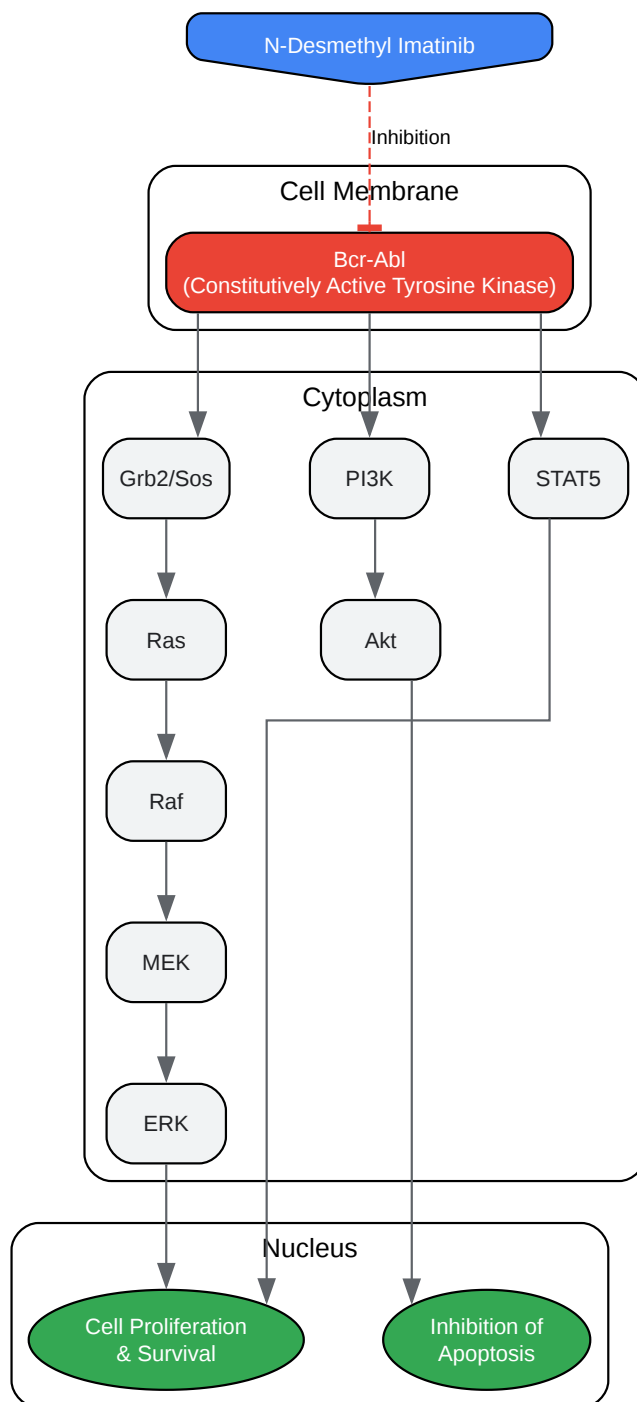 N-Desmethyl Imatinib
Inhibition
Cell Membrane
Bcr-Abl
(Constitutively Active Tyrosine Kinase)
Cytoplasm
Grb2/Sos
PI3K
STAT5
Ras
Akt
Raf
MEK
ERK
Nucleus
Cell Proliferation
& Survival
Inhibition of
Apoptosis